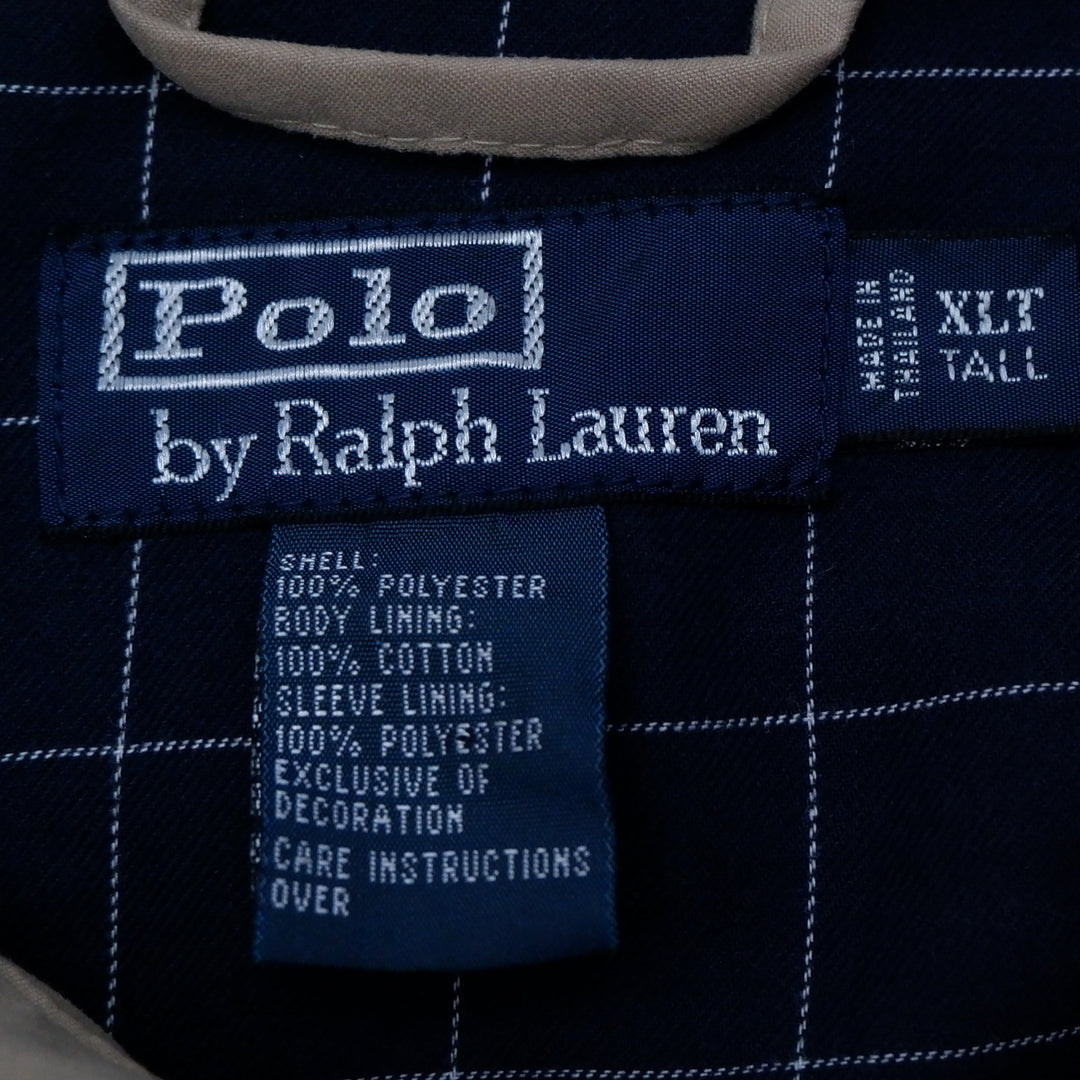 Polo
by Ralph Lauren
MADE IN
THAILAND
XLT
TALL
SHELL:
100% POLYESTER
BODY LINING:
100% COTTON
SLEEVE LINING:
100% POLYESTER
EXCLUSIVE OF
DECORATION
CARE INSTRUCTIONS
OVER